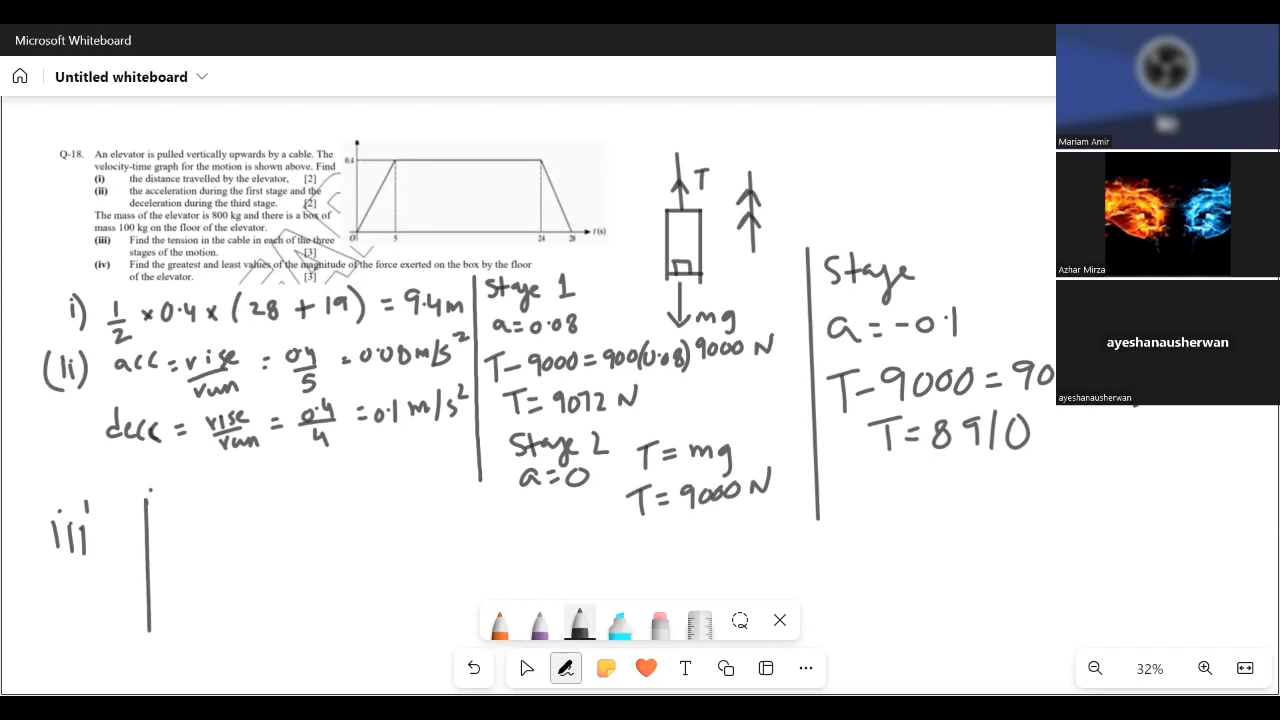 Microsoft Whiteboard
Untitled whiteboard
Mariam Amir
Azhar Mirza
ayeshanausherwan
ayeshanausherwan
Q-18. An elevator is pulled vertically upwards by a cable. The
velocity-time graph for the motion is shown above. Find
(i) the distance travelled by the elevator, [2]
(ii) the acceleration during the first stage and the
deceleration during the third stage. [2]
The mass of the elevator is 800 kg and there is a box of
mass 100 kg on the floor of the elevator.
(iii) Find the tension in the cable in each of the three
stages of the motion. [3]
(iv) Find the greatest and least values of the magnitude of the force exerted on the box by the floor
of the elevator. [3]
0.4
O 5 24 28 t (s)
T
mg
9000 N
i) 1/2 × 0.4 × (28 + 19) = 9.4m
(ii) acc = rise/run = 0.4/5 = 0.08 m/s²
decc = rise/run = 0.4/4 = 0.1 m/s²
Stage 1
a = 0.08
T - 9000 = 900(0.08)
T = 9072 N
Stage 2
a = 0
T = mg
T = 9000 N
Stage
a = -0.1
T - 9000 = 90
T = 8910
iii
32%